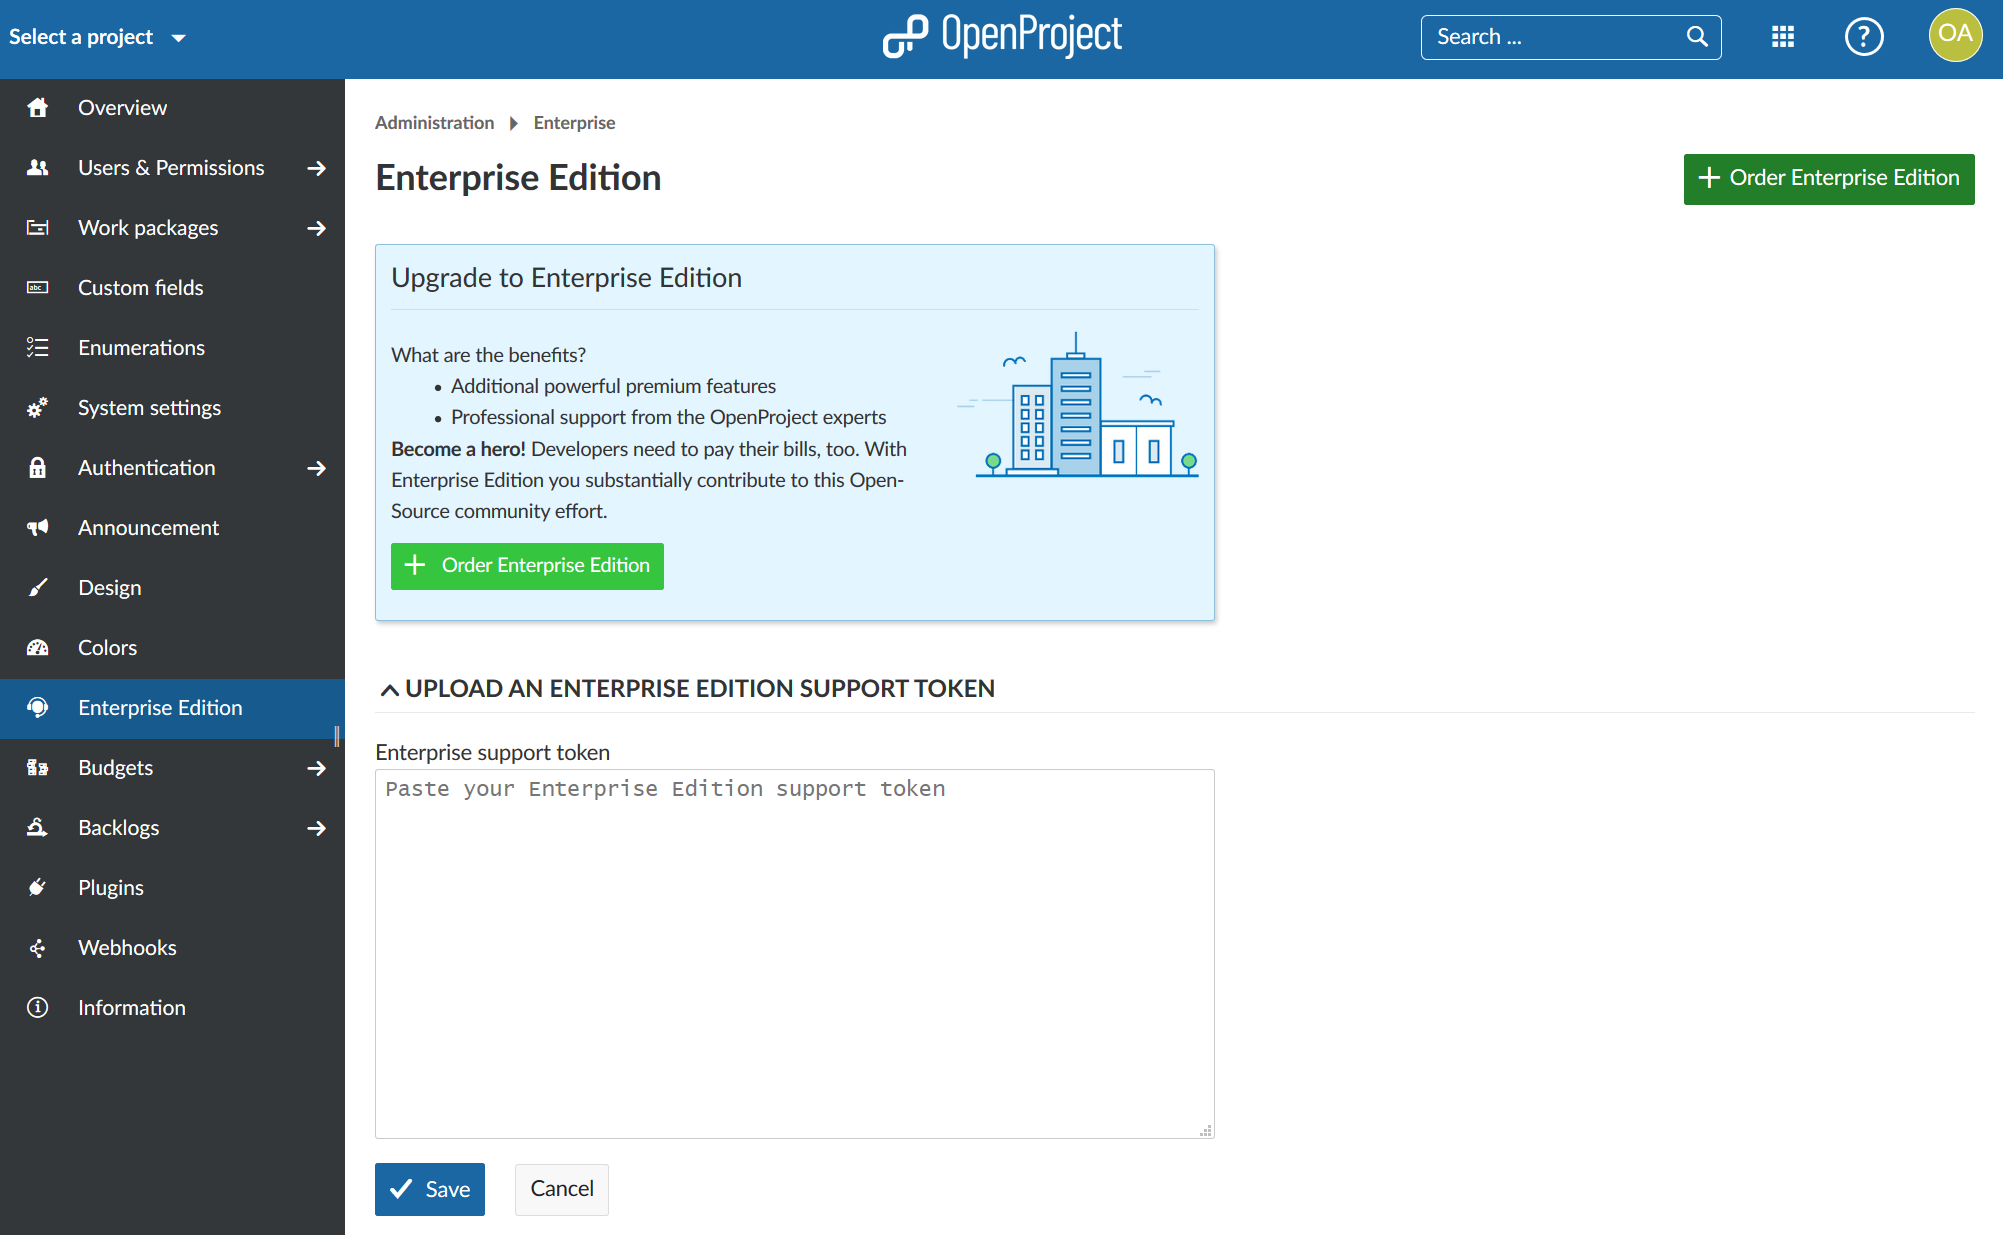 Select a project
OpenProject
Search ...
?
OA
Overview
Users & Permissions
Work packages
Custom fields
Enumerations
System settings
Authentication
Announcement
Design
Colors
Enterprise Edition
Budgets
Backlogs
Plugins
Webhooks
Information
Administration
Enterprise
Enterprise Edition
Order Enterprise Edition
Upgrade to Enterprise Edition
What are the benefits?
• Additional powerful premium features
• Professional support from the OpenProject experts
Become a hero! Developers need to pay their bills, too. With
Enterprise Edition you substantially contribute to this Open-
Source community effort.
Order Enterprise Edition
UPLOAD AN ENTERPRISE EDITION SUPPORT TOKEN
Enterprise support token
Paste your Enterprise Edition support token
Save
Cancel